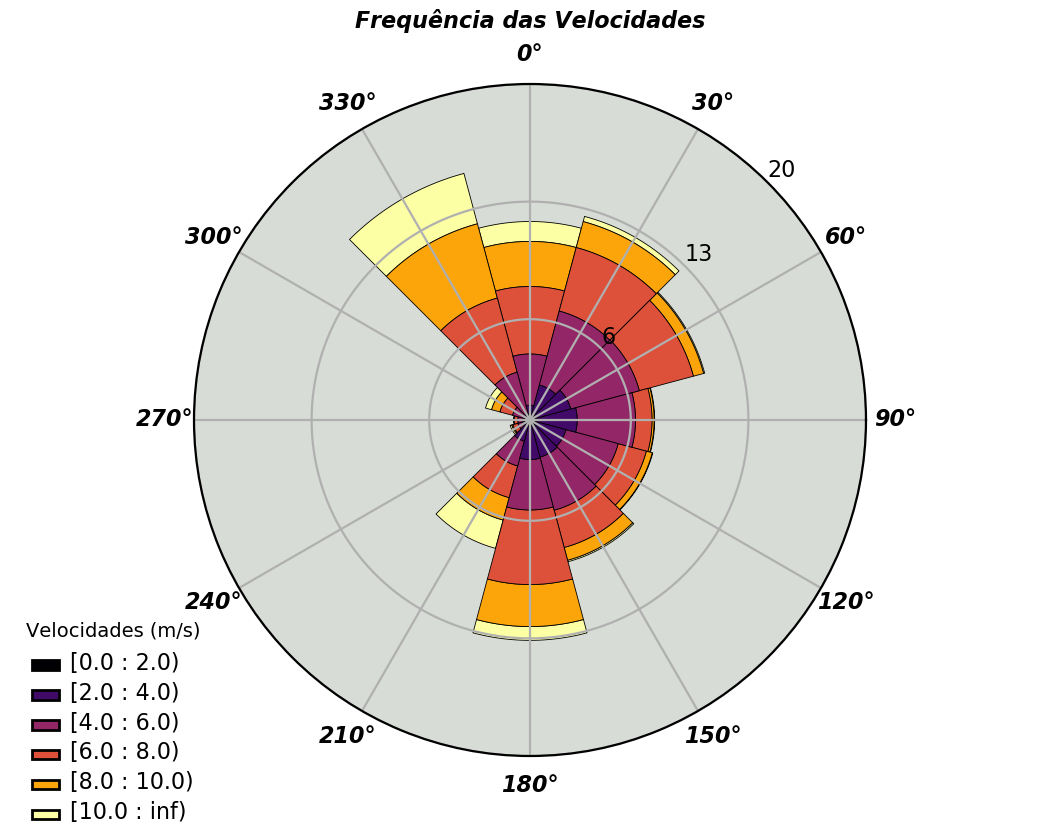 Frequência das Velocidades
0°
330°
30°
20
300°
60°
13
6
270°
90°
240°
120°
210°
150°
180°
Velocidades (m/s)
[0.0 : 2.0)
[2.0 : 4.0)
[4.0 : 6.0)
[6.0 : 8.0)
[8.0 : 10.0)
[10.0 : inf)